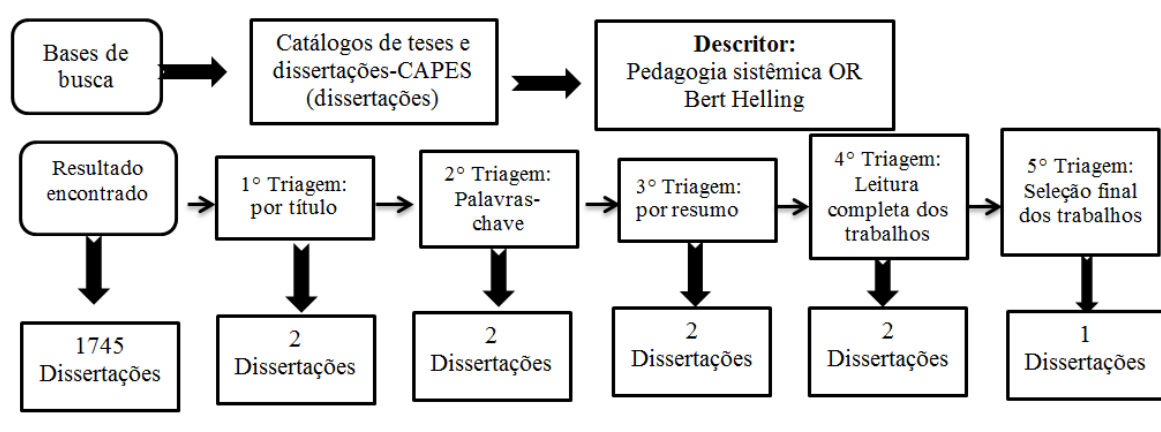 Bases de
busca
Catálogos de teses e
dissertações-CAPES
(dissertações)
Descritor:
Pedagogia sistêmica OR
Bert Helling
Resultado
encontrado
1° Triagem:
por título
2° Triagem:
Palavras-
chave
3° Triagem:
por resumo
4° Triagem:
Leitura
completa dos
trabalhos
5° Triagem:
Seleção final
dos trabalhos
1745
Dissertações
2
Dissertações
2
Dissertações
2
Dissertações
2
Dissertações
1
Dissertações